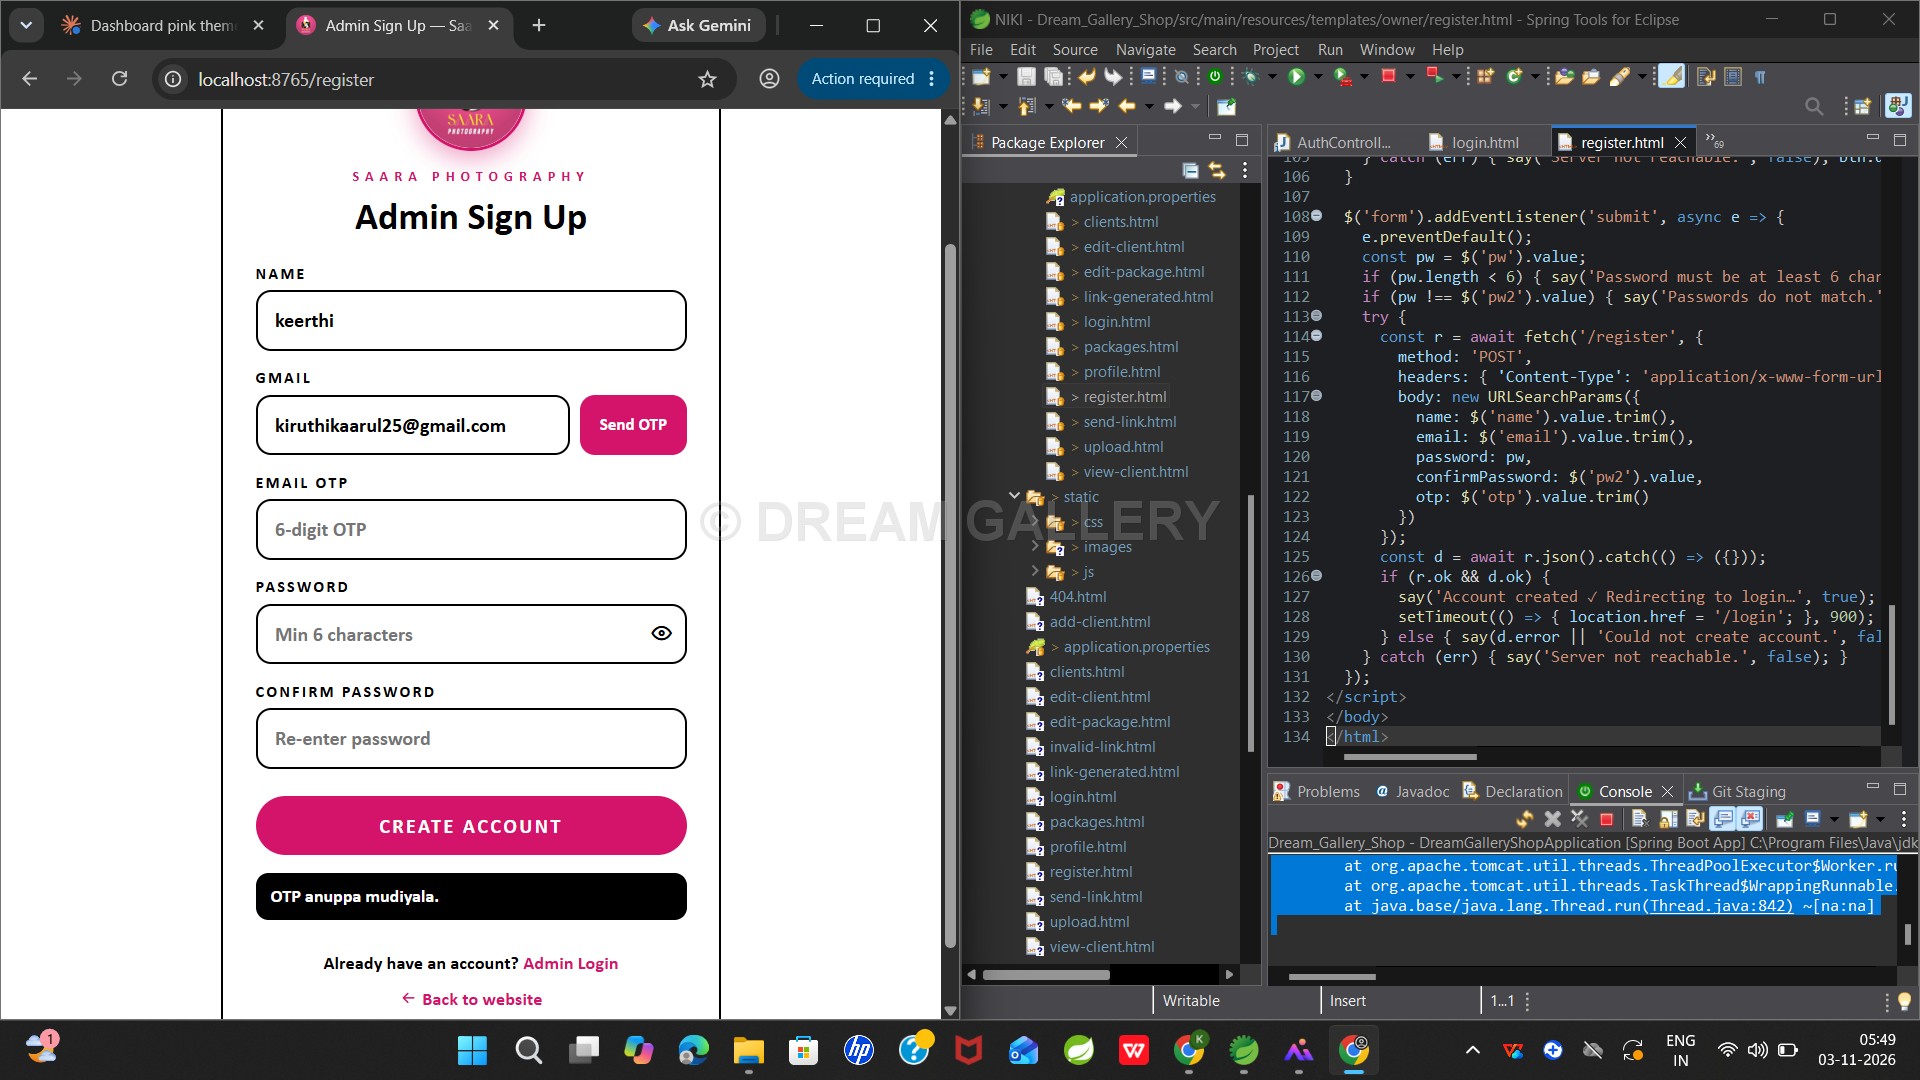 Dashboard pink them
Admin Sign Up — Saa
Ask Gemini
localhost:8765/register
Action required
SAARA
PHOTOGRAPHY
SAARA PHOTOGRAPHY
Admin Sign Up
NAME
keerthi
GMAIL
kiruthikaarul25@gmail.com
Send OTP
EMAIL OTP
6-digit OTP
PASSWORD
Min 6 characters
CONFIRM PASSWORD
Re-enter password
CREATE ACCOUNT
OTP anuppa mudiyala.
Already have an account? Admin Login
← Back to website
© DREAM GALLERY
NIKI - Dream_Gallery_Shop/src/main/resources/templates/owner/register.html - Spring Tools for Eclipse
File Edit Source Navigate Search Project Run Window Help
Package Explorer
application.properties
> clients.html
> edit-client.html
> edit-package.html
> link-generated.html
> login.html
> packages.html
> profile.html
> register.html
> send-link.html
> upload.html
> view-client.html
> static
> css
> images
> js
404.html
add-client.html
> application.properties
clients.html
edit-client.html
edit-package.html
invalid-link.html
link-generated.html
login.html
packages.html
profile.html
register.html
send-link.html
upload.html
view-client.html
AuthControll...
login.html
register.html
69
105 } catch (err) { say('Server not reachable.', false); btn.
106 }
107
108 $('form').addEventListener('submit', async e => {
109 e.preventDefault();
110 const pw = $('pw').value;
111 if (pw.length < 6) { say('Password must be at least 6 char
112 if (pw !== $('pw2').value) { say('Passwords do not match.'
113 try {
114 const r = await fetch('/register', {
115 method: 'POST',
116 headers: { 'Content-Type': 'application/x-www-form-url
117 body: new URLSearchParams({
118 name: $('name').value.trim(),
119 email: $('email').value.trim(),
120 password: pw,
121 confirmPassword: $('pw2').value,
122 otp: $('otp').value.trim()
123 })
124 });
125 const d = await r.json().catch(() => ({}));
126 if (r.ok && d.ok) {
127 say('Account created ✓ Redirecting to login…', true);
128 setTimeout(() => { location.href = '/login'; }, 900);
129 } else { say(d.error || 'Could not create account.', fal
130 } catch (err) { say('Server not reachable.', false); }
131 });
132 </script>
133 </body>
134 </html>
Problems @ Javadoc Declaration Console Git Staging
Dream_Gallery_Shop - DreamGalleryShopApplication [Spring Boot App] C:\Program Files\Java\jdk
at org.apache.tomcat.util.threads.ThreadPoolExecutor$Worker.ru
at org.apache.tomcat.util.threads.TaskThread$WrappingRunnable.
at java.base/java.lang.Thread.run(Thread.java:842) ~[na:na]
Writable
Insert
1...1
1
ENG
IN
05:49
03-11-2026